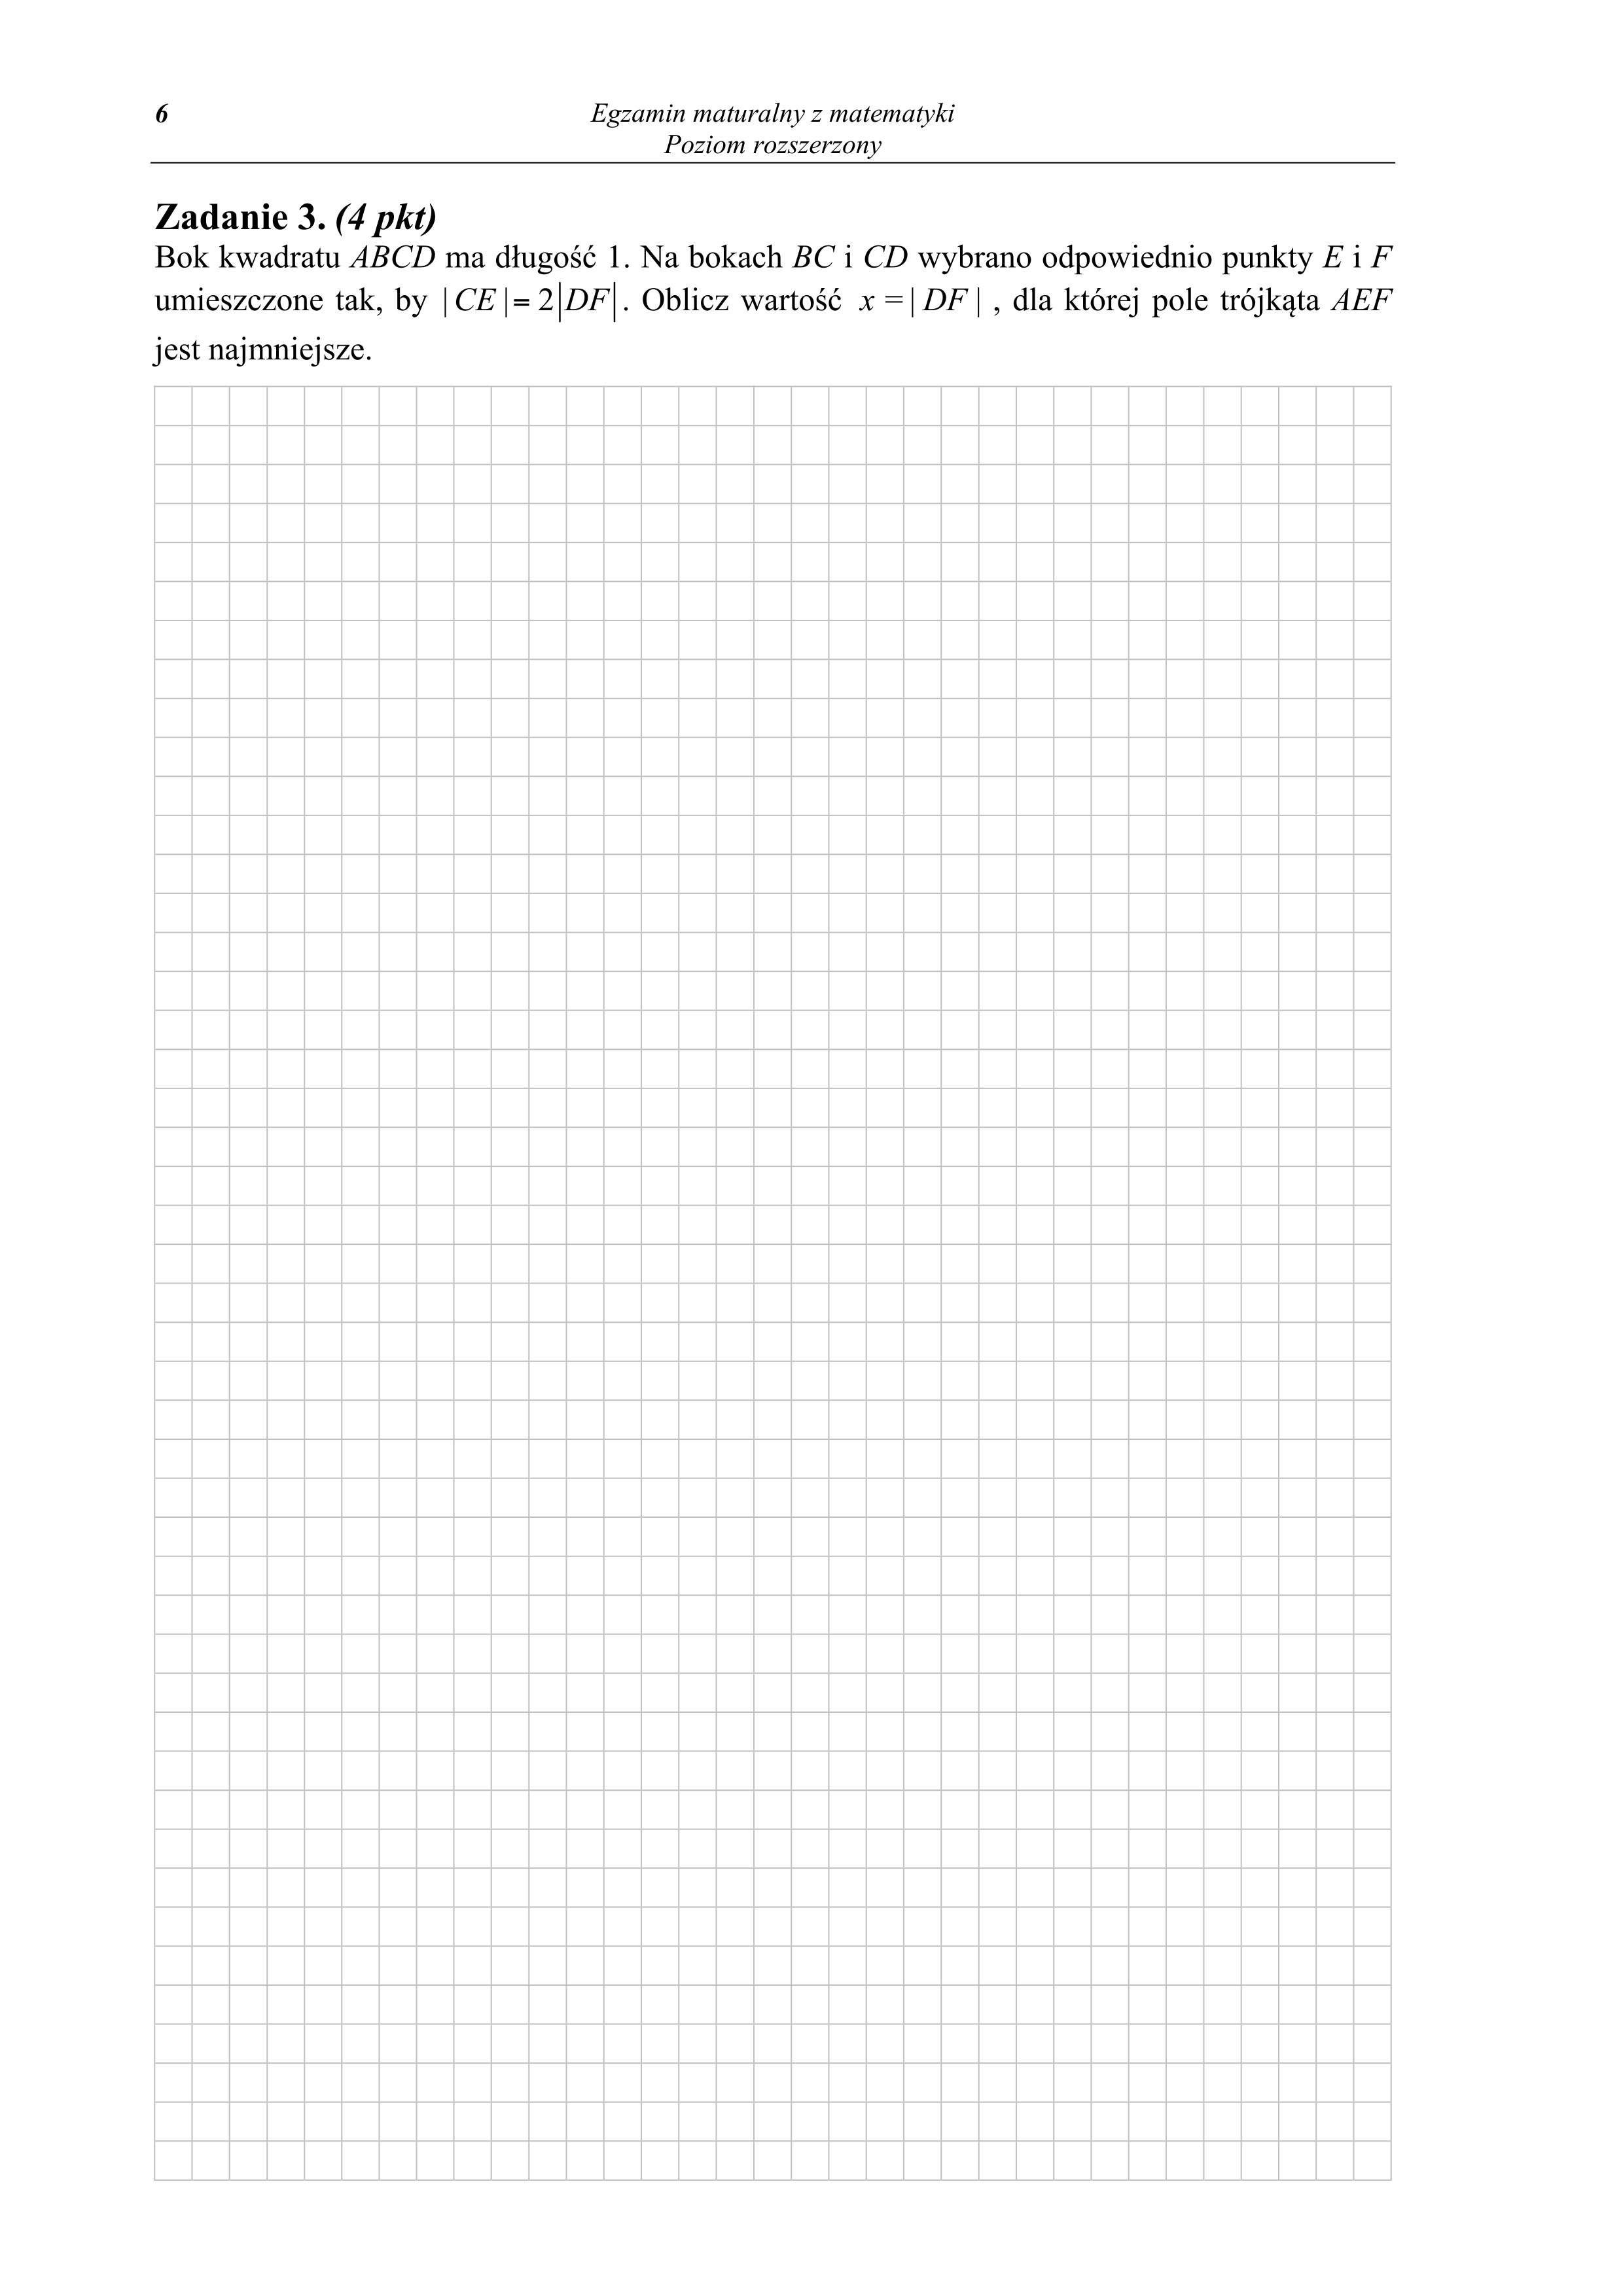 6
Egzamin maturalny z matematyki
Poziom rozszerzony
Zadanie 3. (4 pkt)
Bok kwadratu ABCD ma długość 1. Na bokach BC i CD wybrano odpowiednio punkty E i F
umieszczone tak, by |CE|= 2|DF|. Oblicz wartość x =| DF | , dla której pole trójkąta AEF
jest najmniejsze.